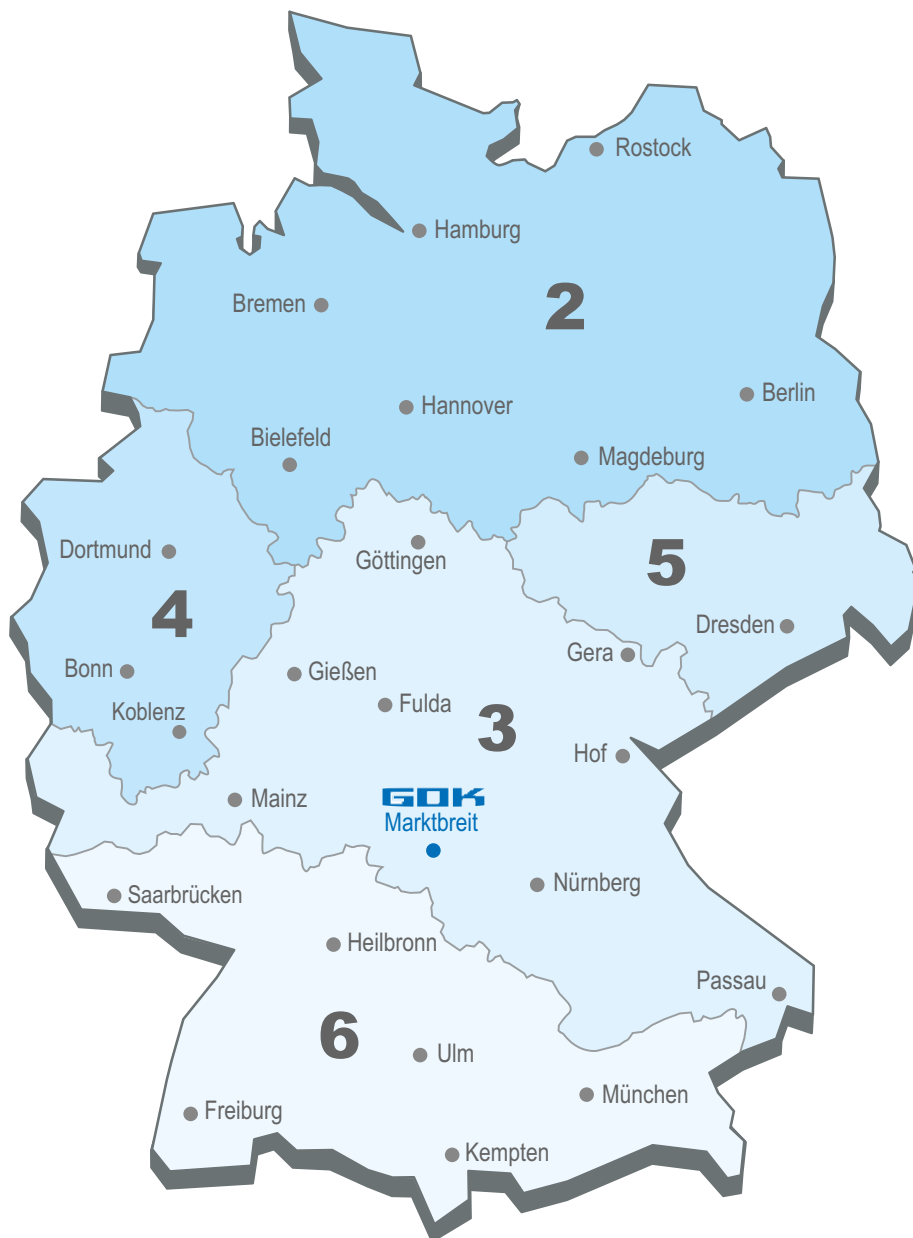 Rostock
Hamburg
Bremen
2
Berlin
Hannover
Bielefeld
Magdeburg
Dortmund
Göttingen
5
4
Dresden
Gera
Bonn
Gießen
Fulda
Koblenz
3
Hof
Mainz
GOK
Marktbreit
Nürnberg
Saarbrücken
Heilbronn
Passau
6
Ulm
München
Freiburg
Kempten